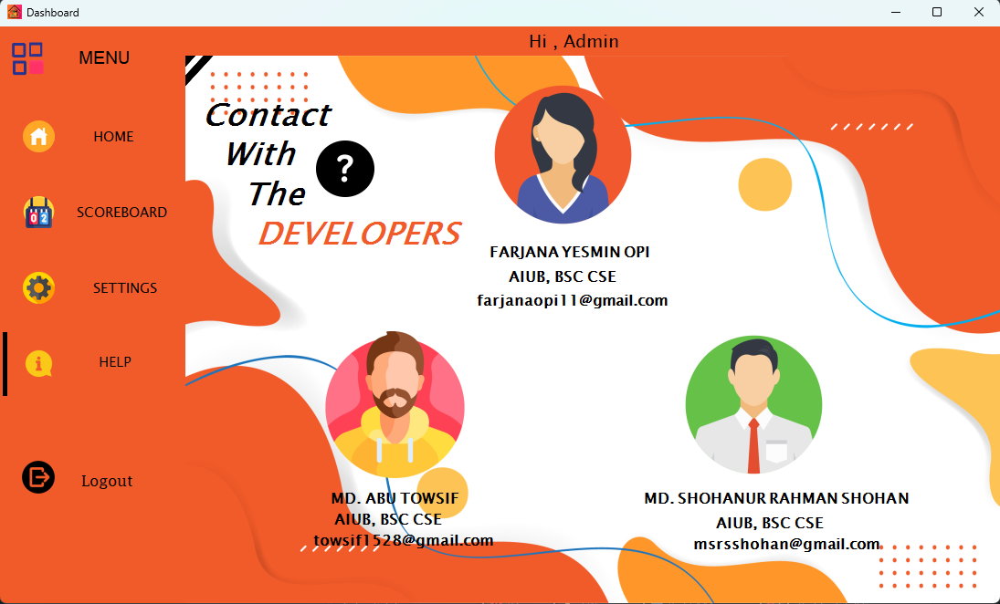 Dashboard
Hi , Admin
MENU
HOME
SCOREBOARD
0 2
SETTINGS
HELP
Logout
Contact
With
?
The
DEVELOPERS
FARJANA YESMIN OPI
AIUB, BSC CSE
farjanaopi11@gmail.com
MD. ABU TOWSIF
AIUB, BSC CSE
towsif1528@gmail.com
MD. SHOHANUR RAHMAN SHOHAN
AIUB, BSC CSE
msrsshohan@gmail.com